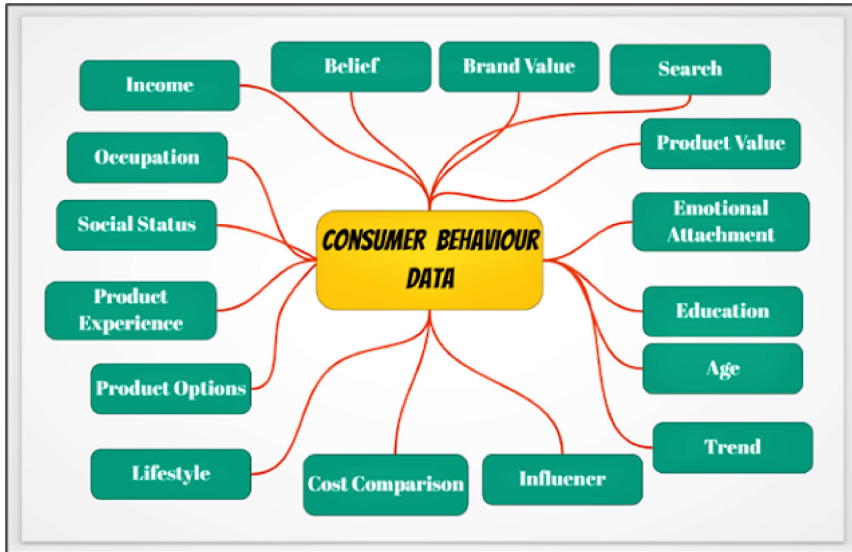 Belief
Brand Value
Search
Income
Product Value
Occupation
Emotional
Attachment
Social Status
CONSUMER BEHAVIOUR
DATA
Product
Experience
Education
Age
Product Options
Trend
Lifestyle
Cost Comparison
Influener